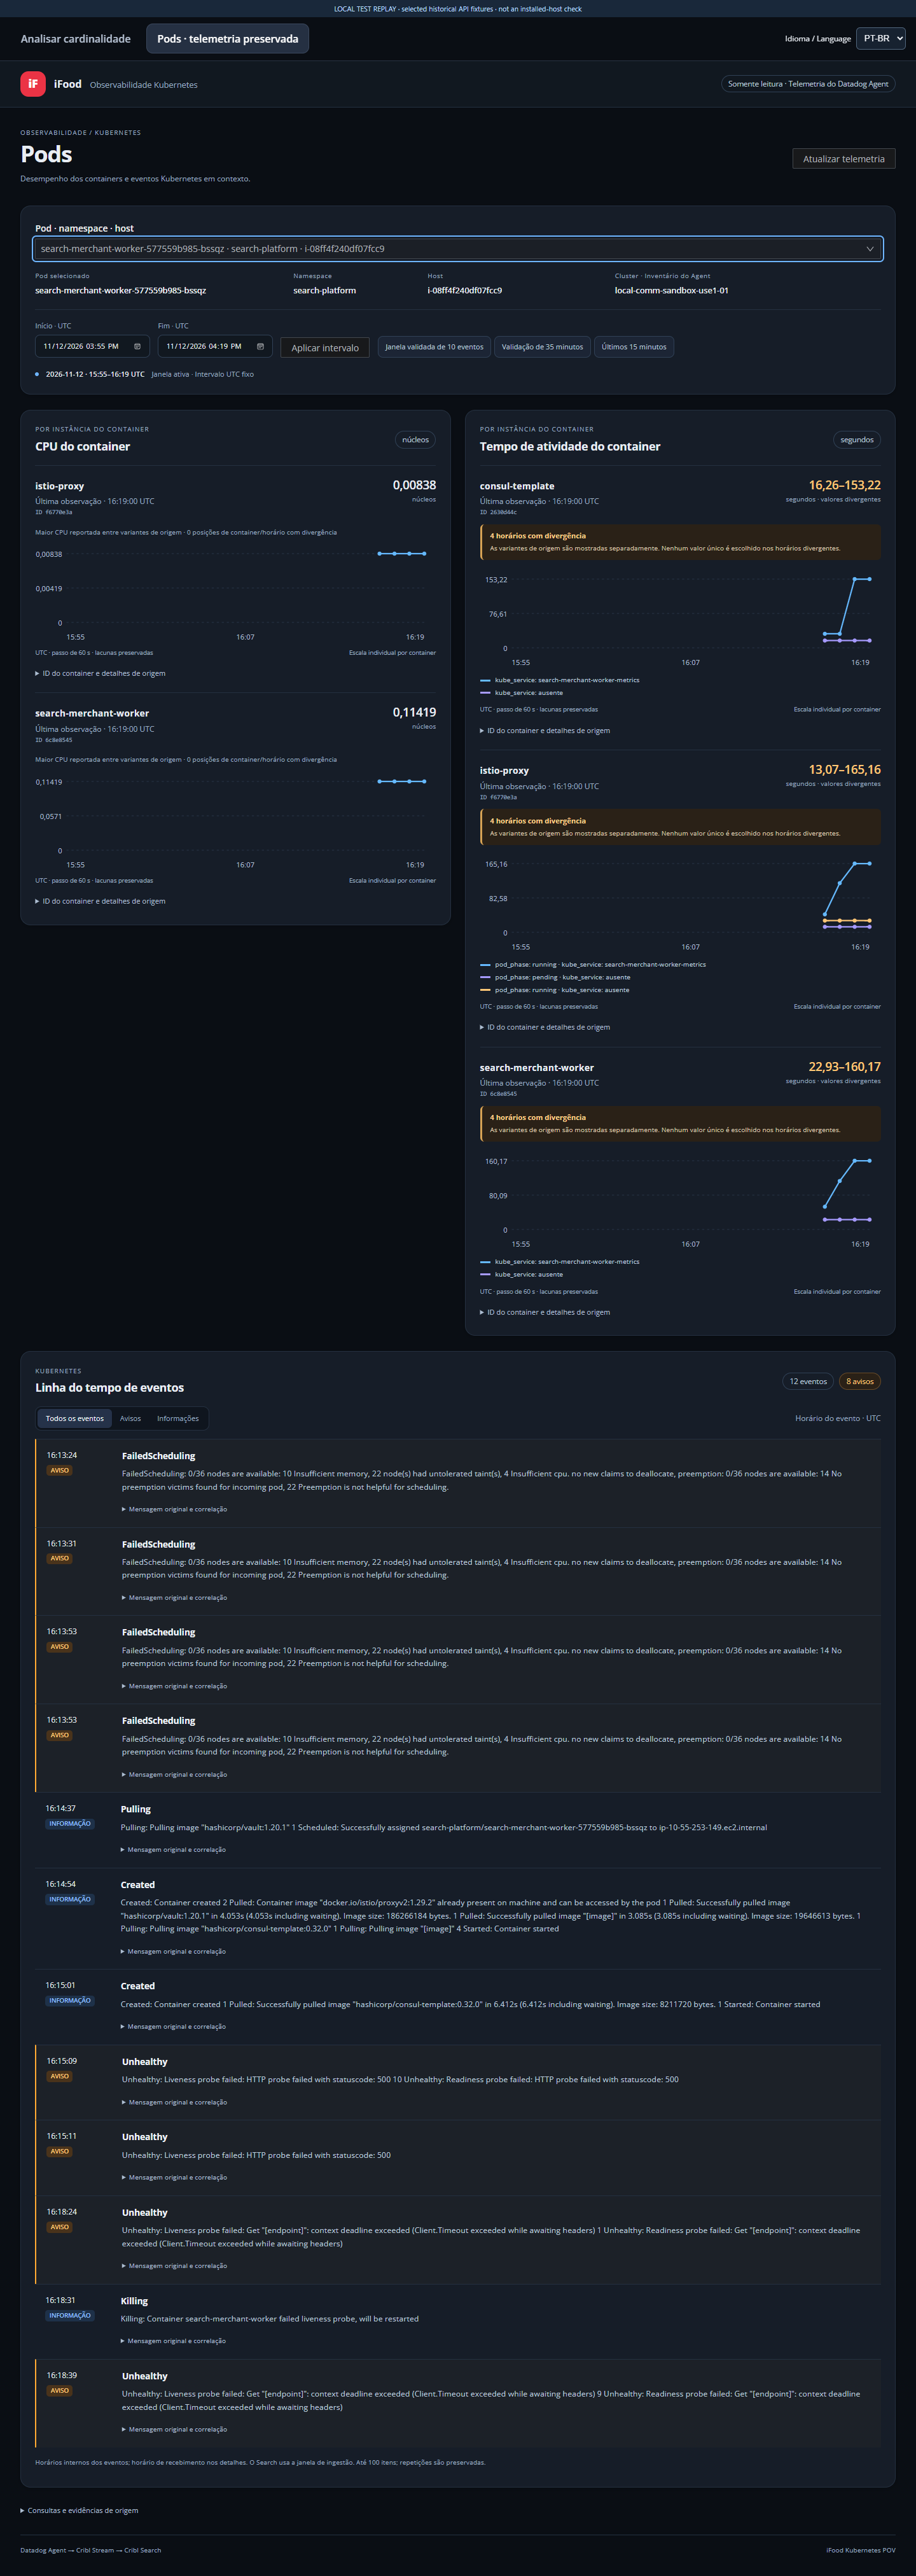 LOCAL TEST REPLAY - selected historical API fixtures - not an installed-host check
Analisar cardinalidade
Pods · telemetria preservada
Idioma / Language
PT-BR
iF
iFood
Observabilidade Kubernetes
Somente leitura · Telemetria do Datadog Agent
OBSERVABILIDADE / KUBERNETES
Pods
Desempenho dos containers e eventos Kubernetes em contexto.
Atualizar telemetria
Pod · namespace · host
search-merchant-worker-577559b985-bssqz · search-platform · i-08ff4f240df07fcc9
Pod selecionado
search-merchant-worker-577559b985-bssqz
Namespace
search-platform
Host
i-08ff4f240df07fcc9
Cluster · Inventário do Agent
local-comm-sandbox-use1-01
Início · UTC
11/12/2026 03:55 PM
Fim · UTC
11/12/2026 04:19 PM
Aplicar intervalo
Janela validada de 10 eventos
Validação de 35 minutos
Últimos 15 minutos
2026-11-12 · 15:55–16:19 UTC Janela ativa · Intervalo UTC fixo
POR INSTÂNCIA DO CONTAINER
CPU do container
núcleos
istio-proxy
0,00838
Última observação · 16:19:00 UTC
núcleos
ID f6770e3a
Maior CPU reportada entre variantes de origem · 0 posições de container/horário com divergência
0,00838
0,00419
0
15:55
16:07
16:19
UTC · passo de 60 s · lacunas preservadas
Escala individual por container
ID do container e detalhes de origem
search-merchant-worker
0,11419
Última observação · 16:19:00 UTC
núcleos
ID 6c8e8545
Maior CPU reportada entre variantes de origem · 0 posições de container/horário com divergência
0,11419
0,0571
0
15:55
16:07
16:19
UTC · passo de 60 s · lacunas preservadas
Escala individual por container
ID do container e detalhes de origem
POR INSTÂNCIA DO CONTAINER
Tempo de atividade do container
segundos
consul-template
16,26–153,22
Última observação · 16:19:00 UTC
segundos · valores divergentes
ID 2630d44c
4 horários com divergência
As variantes de origem são mostradas separadamente. Nenhum valor único é escolhido nos horários divergentes.
153,22
76,61
0
15:55
16:07
16:19
kube_service: search-merchant-worker-metrics
kube_service: ausente
UTC · passo de 60 s · lacunas preservadas
Escala individual por container
ID do container e detalhes de origem
istio-proxy
13,07–165,16
Última observação · 16:19:00 UTC
segundos · valores divergentes
ID f6770e3a
4 horários com divergência
As variantes de origem são mostradas separadamente. Nenhum valor único é escolhido nos horários divergentes.
165,16
82,58
0
15:55
16:07
16:19
pod_phase: running · kube_service: search-merchant-worker-metrics
pod_phase: pending · kube_service: ausente
pod_phase: running · kube_service: ausente
UTC · passo de 60 s · lacunas preservadas
Escala individual por container
ID do container e detalhes de origem
search-merchant-worker
22,93–160,17
Última observação · 16:19:00 UTC
segundos · valores divergentes
ID 6c8e8545
4 horários com divergência
As variantes de origem são mostradas separadamente. Nenhum valor único é escolhido nos horários divergentes.
160,17
80,09
0
15:55
16:07
16:19
kube_service: search-merchant-worker-metrics
kube_service: ausente
UTC · passo de 60 s · lacunas preservadas
Escala individual por container
ID do container e detalhes de origem
KUBERNETES
Linha do tempo de eventos
12 eventos
8 avisos
Todos os eventos
Avisos
Informações
Horário do evento · UTC
16:13:24
AVISO
FailedScheduling
FailedScheduling: 0/36 nodes are available: 10 Insufficient memory, 22 node(s) had untolerated taint(s), 4 Insufficient cpu. no new claims to deallocate, preemption: 0/36 nodes are available: 14 No
preemption victims found for incoming pod, 22 Preemption is not helpful for scheduling.
Mensagem original e correlação
16:13:31
AVISO
FailedScheduling
FailedScheduling: 0/36 nodes are available: 10 Insufficient memory, 22 node(s) had untolerated taint(s), 4 Insufficient cpu. no new claims to deallocate, preemption: 0/36 nodes are available: 14 No
preemption victims found for incoming pod, 22 Preemption is not helpful for scheduling.
Mensagem original e correlação
16:13:53
AVISO
FailedScheduling
FailedScheduling: 0/36 nodes are available: 10 Insufficient memory, 22 node(s) had untolerated taint(s), 4 Insufficient cpu. no new claims to deallocate, preemption: 0/36 nodes are available: 14 No
preemption victims found for incoming pod, 22 Preemption is not helpful for scheduling.
Mensagem original e correlação
16:13:53
AVISO
FailedScheduling
FailedScheduling: 0/36 nodes are available: 10 Insufficient memory, 22 node(s) had untolerated taint(s), 4 Insufficient cpu. no new claims to deallocate, preemption: 0/36 nodes are available: 14 No
preemption victims found for incoming pod, 22 Preemption is not helpful for scheduling.
Mensagem original e correlação
16:14:37
INFORMAÇÃO
Pulling
Pulling: Pulling image "hashicorp/vault:1.20.1" 1 Scheduled: Successfully assigned search-platform/search-merchant-worker-577559b985-bssqz to ip-10-55-253-149.ec2.internal
Mensagem original e correlação
16:14:54
INFORMAÇÃO
Created
Created: Container created 2 Pulled: Container image "docker.io/istio/proxyv2:1.29.2" already present on machine and can be accessed by the pod 1 Pulled: Successfully pulled image
"hashicorp/vault:1.20.1" in 4.053s (4.053s including waiting). Image size: 186266184 bytes. 1 Pulled: Successfully pulled image "[image]" in 3.085s (3.085s including waiting). Image size: 19646613 bytes. 1
Pulling: Pulling image "hashicorp/consul-template:0.32.0" 1 Pulling: Pulling image "[image]" 4 Started: Container started
Mensagem original e correlação
16:15:01
INFORMAÇÃO
Created
Created: Container created 1 Pulled: Successfully pulled image "hashicorp/consul-template:0.32.0" in 6.412s (6.412s including waiting). Image size: 8211720 bytes. 1 Started: Container started
Mensagem original e correlação
16:15:09
AVISO
Unhealthy
Unhealthy: Liveness probe failed: HTTP probe failed with statuscode: 500 10 Unhealthy: Readiness probe failed: HTTP probe failed with statuscode: 500
Mensagem original e correlação
16:15:11
AVISO
Unhealthy
Unhealthy: Liveness probe failed: HTTP probe failed with statuscode: 500
Mensagem original e correlação
16:18:24
AVISO
Unhealthy
Unhealthy: Liveness probe failed: Get "[endpoint]": context deadline exceeded (Client.Timeout exceeded while awaiting headers) 1 Unhealthy: Readiness probe failed: Get "[endpoint]": context deadline
exceeded (Client.Timeout exceeded while awaiting headers)
Mensagem original e correlação
16:18:31
INFORMAÇÃO
Killing
Killing: Container search-merchant-worker failed liveness probe, will be restarted
Mensagem original e correlação
16:18:39
AVISO
Unhealthy
Unhealthy: Liveness probe failed: Get "[endpoint]": context deadline exceeded (Client.Timeout exceeded while awaiting headers) 9 Unhealthy: Readiness probe failed: Get "[endpoint]": context deadline
exceeded (Client.Timeout exceeded while awaiting headers)
Mensagem original e correlação
Horários internos dos eventos; horário de recebimento nos detalhes. O Search usa a janela de ingestão. Até 100 itens; repetições são preservadas.
Consultas e evidências de origem
Datadog Agent → Cribl Stream → Cribl Search
iFood Kubernetes POV